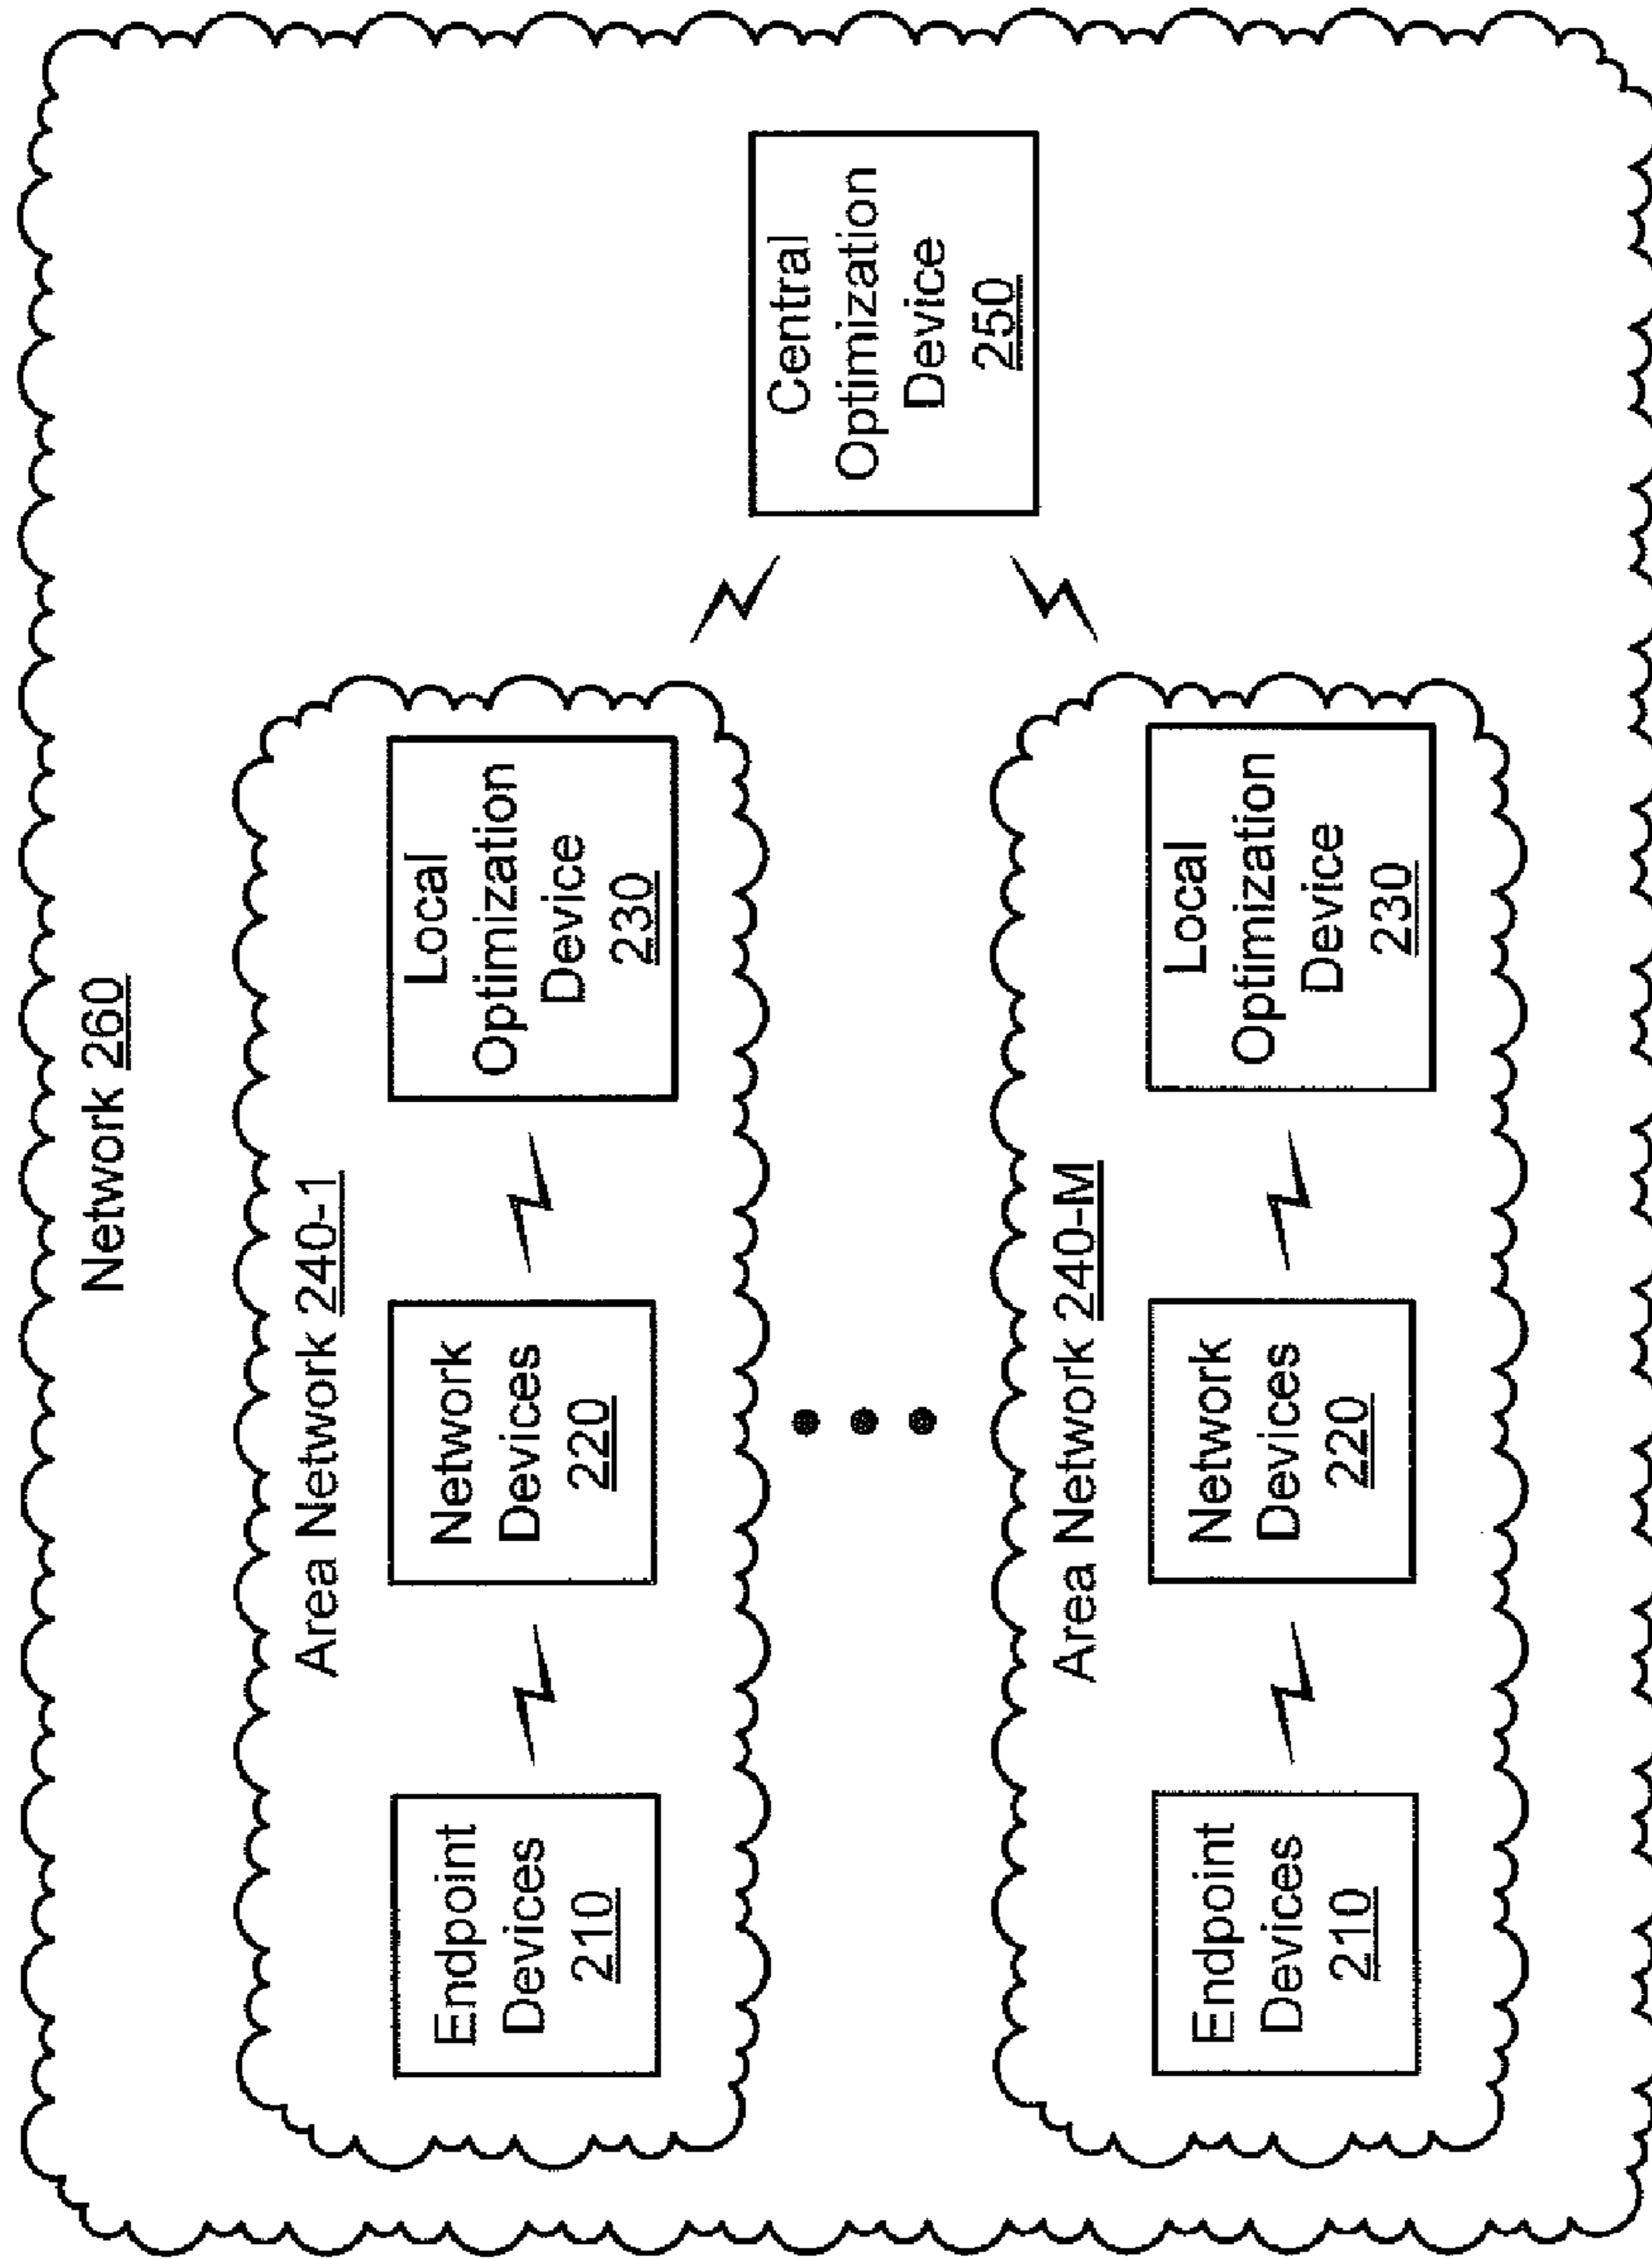 Network 260
Area Network 240-1
Endpoint
Devices
210
Network
Devices
220
Local
Optimization
Device
230
Central
Optimization
Device
250
Area Network 240-M
Endpoint
Devices
210
Network
Devices
220
Local
Optimization
Device
230